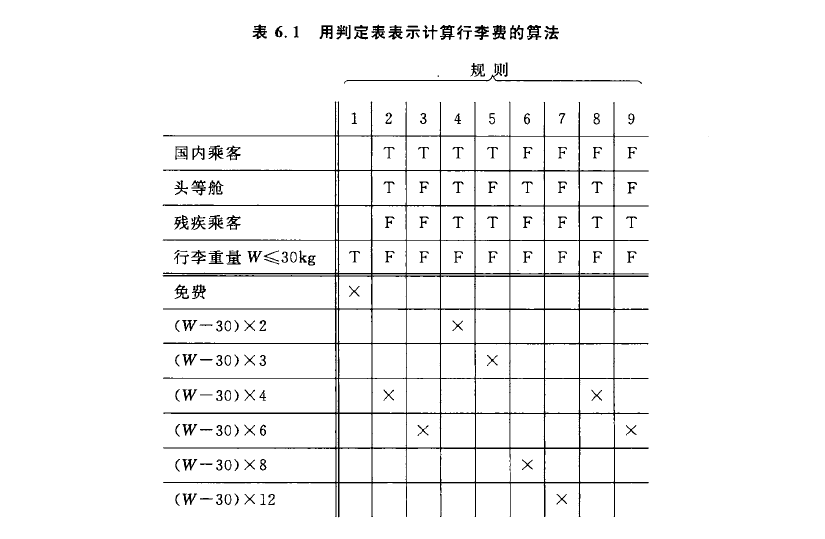 表 6.1 用判定表表示计算行李费的算法
规则
1 2 3 4 5 6 7 8 9
国内乘客 T T T T F F F F
头等舱 T F T F T F T F
残疾乘客 F F T T F F T T
行李重量 W≤30kg T F F F F F F F F
免费 ×
(W-30)×2 ×
(W-30)×3 ×
(W-30)×4 × ×
(W-30)×6 × ×
(W-30)×8 ×
(W-30)×12 ×